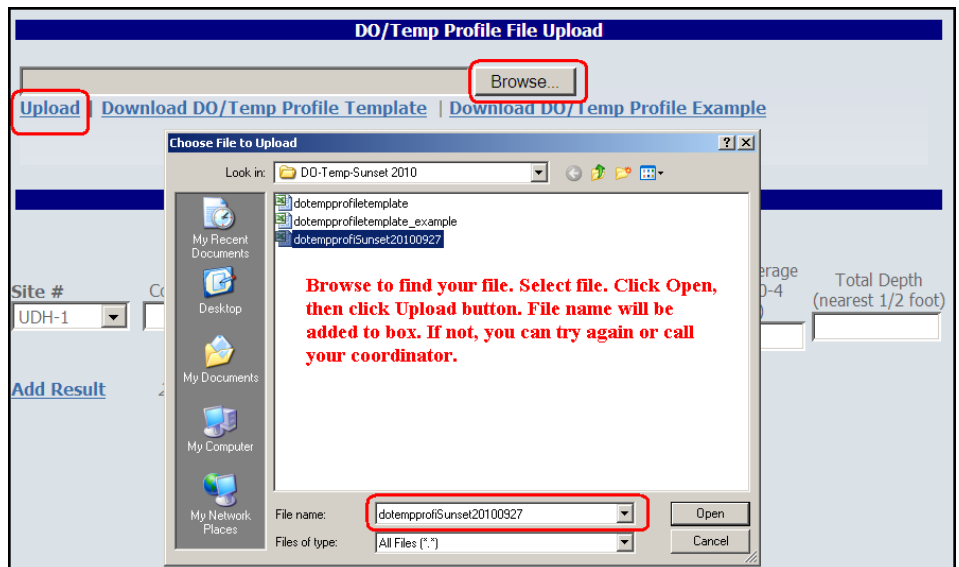 DO/Temp Profile File Upload
Browse...
Upload | Download DO/Temp Profile Template | Download DO/Temp Profile Example
Choose File to Upload
Look in: DO-Temp-Sunset 2010
dotempprofiletemplate
dotempprofiletemplate_example
dotempprofiSunset20100927
My Recent
Documents
Desktop
My Documents
My Computer
My Network
Places
Browse to find your file. Select file. Click Open,
then click Upload button. File name will be
added to box. If not, you can try again or call
your coordinator.
File name: dotempprofiSunset20100927 Open
Files of type: All Files (*.*) Cancel
Site #
UDH-1
Total Depth
(nearest 1/2 foot)
Add Result